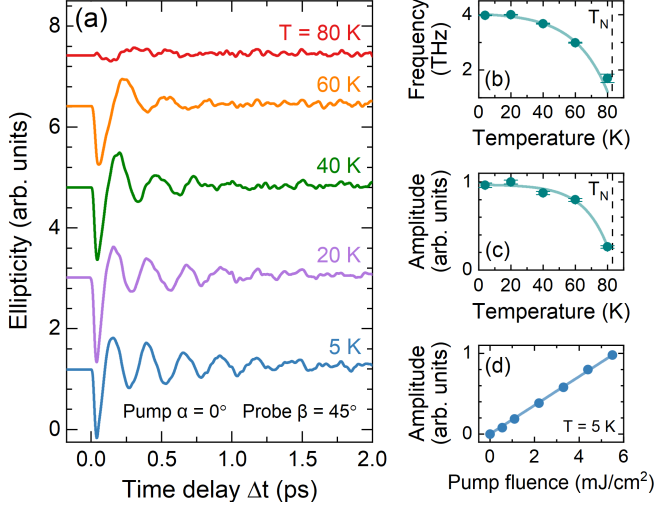 (a)
T = 80 K
60 K
40 K
20 K
5 K
Pump α = 0° Probe β = 45°
Ellipticity (arb. units)
8
6
4
2
0
0.0 0.5 1.0 1.5 2.0
Time delay Δt (ps)
Frequency
(THz)
4
2
0
T_N
(b)
0 20 40 60 80
Temperature (K)
Amplitude
(arb. units)
1
0
T_N
(c)
0 20 40 60 80
Temperature (K)
Amplitude
(arb. units)
1
0
(d)
T = 5 K
0 2 4 6
Pump fluence (mJ/cm²)